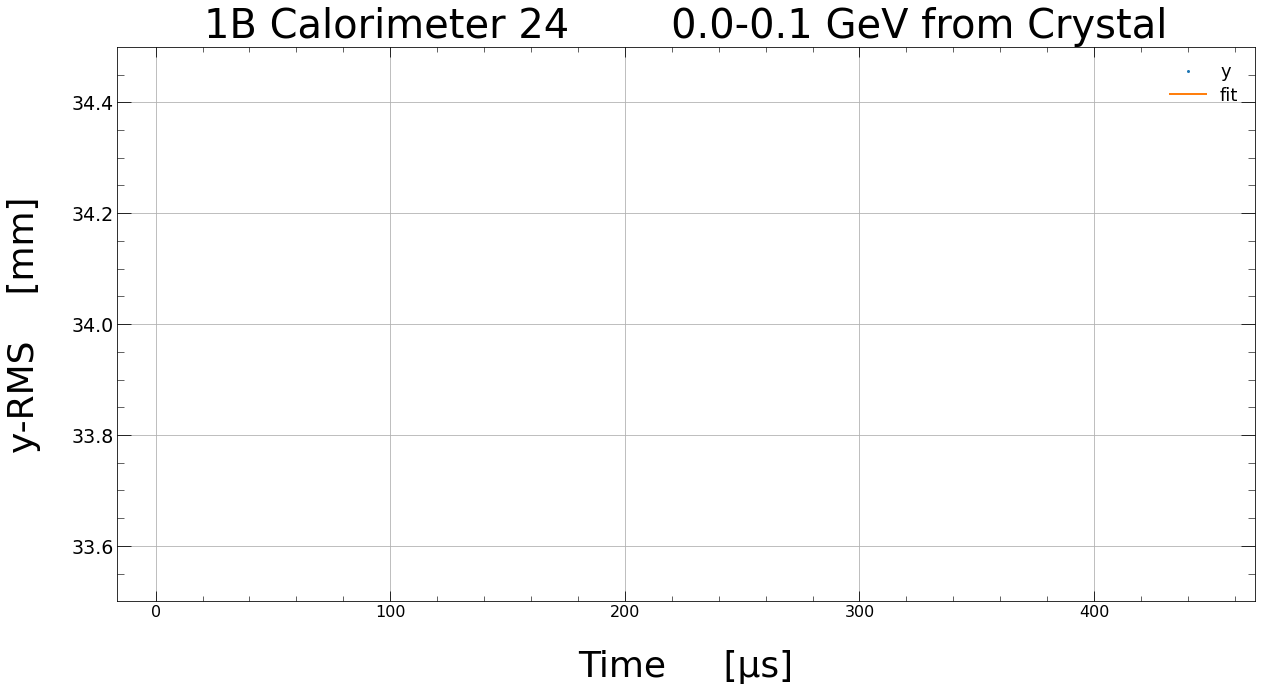 1B Calorimeter 24 0.0-0.1 GeV from Crystal
y
fit
34.4
34.2
34.0
33.8
33.6
y-RMS [mm]
0 100 200 300 400
Time [µs]